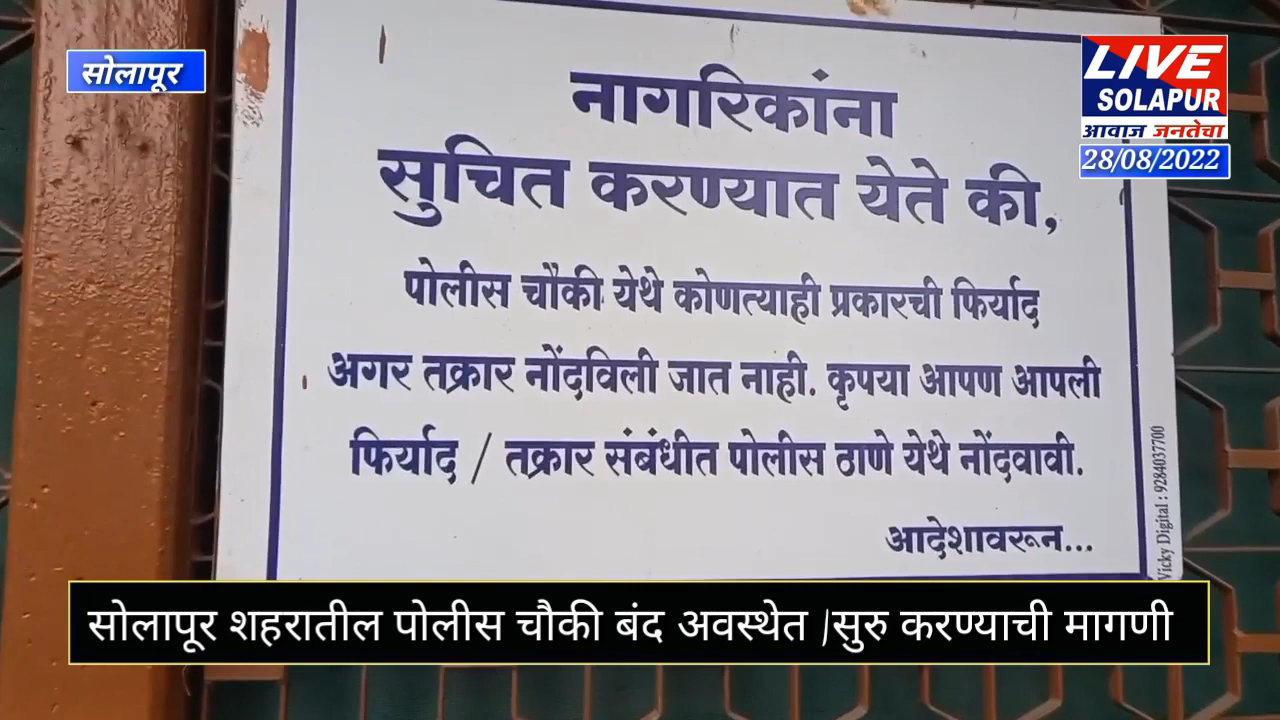 सोलापूर
LIVE
SOLAPUR
आवाज जनतेचा
28/08/2022
नागरिकांना
सुचित करण्यात येते की,
पोलीस चौकी येथे कोणत्याही प्रकारची फिर्याद
अगर तक्रार नोंदविली जात नाही. कृपया आपण आपली
फिर्याद / तक्रार संबंधीत पोलीस ठाणे येथे नोंदवावी.
आदेशावरून...
Vicky Digital : 9284037700
सोलापूर शहरातील पोलीस चौकी बंद अवस्थेत /सुरु करण्याची मागणी